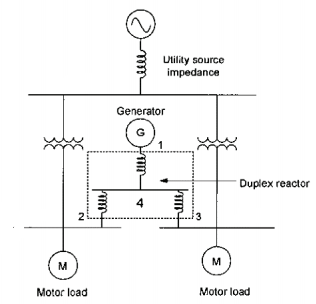 Utility source
impedance
Generator
G
1
Duplex reactor
4
2
3
M
M
Motor load
Motor load